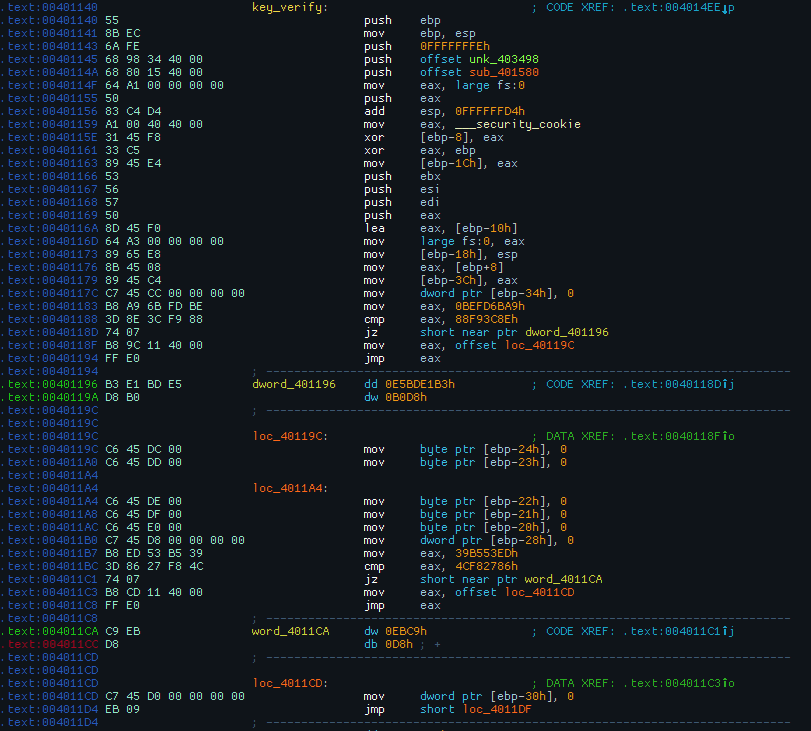 .text:00401140 key_verify: ; CODE XREF: .text:004014EE↓p
.text:00401140 55 push ebp
.text:00401141 8B EC mov ebp, esp
.text:00401143 6A FE push 0FFFFFFFEh
.text:00401145 68 98 34 40 00 push offset unk_403498
.text:0040114A 68 80 15 40 00 push offset sub_401580
.text:0040114F 64 A1 00 00 00 00 mov eax, large fs:0
.text:00401155 50 push eax
.text:00401156 83 C4 D4 add esp, 0FFFFFFD4h
.text:00401159 A1 00 40 40 00 mov eax, ___security_cookie
.text:0040115E 31 45 F8 xor [ebp-8], eax
.text:00401161 33 C5 xor eax, ebp
.text:00401163 89 45 E4 mov [ebp-1Ch], eax
.text:00401166 53 push ebx
.text:00401167 56 push esi
.text:00401168 57 push edi
.text:00401169 50 push eax
.text:0040116A 8D 45 F0 lea eax, [ebp-10h]
.text:0040116D 64 A3 00 00 00 00 mov large fs:0, eax
.text:00401173 89 65 E8 mov [ebp-18h], esp
.text:00401176 8B 45 08 mov eax, [ebp+8]
.text:00401179 89 45 C4 mov [ebp-3Ch], eax
.text:0040117C C7 45 CC 00 00 00 00 mov dword ptr [ebp-34h], 0
.text:00401183 B8 A9 6B FD BE mov eax, 0BEFD6BA9h
.text:00401188 3D 8E 3C F9 88 cmp eax, 88F93C8Eh
.text:0040118D 74 07 jz short near ptr dword_401196
.text:0040118F B8 9C 11 40 00 mov eax, offset loc_40119C
.text:00401194 FF E0 jmp eax
.text:00401194 ; ---------------------------------------------------------------------------
.text:00401196 B3 E1 BD E5 dword_401196 dd 0E5BDE1B3h ; CODE XREF: .text:0040118D↑j
.text:0040119A D8 B0 dw 0B0D8h
.text:0040119C ; ---------------------------------------------------------------------------
.text:0040119C
.text:0040119C loc_40119C: ; DATA XREF: .text:0040118F↑o
.text:0040119C C6 45 DC 00 mov byte ptr [ebp-24h], 0
.text:004011A0 C6 45 DD 00 mov byte ptr [ebp-23h], 0
.text:004011A4
.text:004011A4 loc_4011A4:
.text:004011A4 C6 45 DE 00 mov byte ptr [ebp-22h], 0
.text:004011A8 C6 45 DF 00 mov byte ptr [ebp-21h], 0
.text:004011AC C6 45 E0 00 mov byte ptr [ebp-20h], 0
.text:004011B0 C7 45 D8 00 00 00 00 mov dword ptr [ebp-28h], 0
.text:004011B7 B8 ED 53 B5 39 mov eax, 39B553EDh
.text:004011BC 3D 86 27 F8 4C cmp eax, 4CF82786h
.text:004011C1 74 07 jz short near ptr word_4011CA
.text:004011C3 B8 CD 11 40 00 mov eax, offset loc_4011CD
.text:004011C8 FF E0 jmp eax
.text:004011C8 ; ---------------------------------------------------------------------------
.text:004011CA C9 EB word_4011CA dw 0EBC9h ; CODE XREF: .text:004011C1↑j
.text:004011CC D8 db 0D8h ; +
.text:004011CD ; ---------------------------------------------------------------------------
.text:004011CD
.text:004011CD loc_4011CD: ; DATA XREF: .text:004011C3↑o
.text:004011CD C7 45 D0 00 00 00 00 mov dword ptr [ebp-30h], 0
.text:004011D4 EB 09 jmp short loc_4011DF
.text:004011D4 ; ---------------------------------------------------------------------------